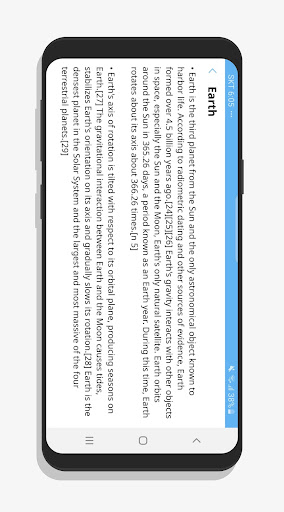 SKT 6:05 ...
38%
Earth
• Earth is the third planet from the Sun and the only astronomical object known to
harbor life. According to radiometric dating and other sources of evidence, Earth
formed over 4.5 billion years ago.[24][25][26] Earth's gravity interacts with other objects
in space, especially the Sun and the Moon, Earth's only natural satellite. Earth orbits
around the Sun in 365.26 days, a period known as an Earth year. During this time, Earth
rotates about its axis about 366.26 times.[n 5]
• Earth's axis of rotation is tilted with respect to its orbital plane, producing seasons on
Earth.[27] The gravitational interaction between Earth and the Moon causes tides,
stabilizes Earth's orientation on its axis and gradually slows its rotation.[28] Earth is the
densest planet in the Solar System and the largest and most massive of the four
terrestrial planets.[29]